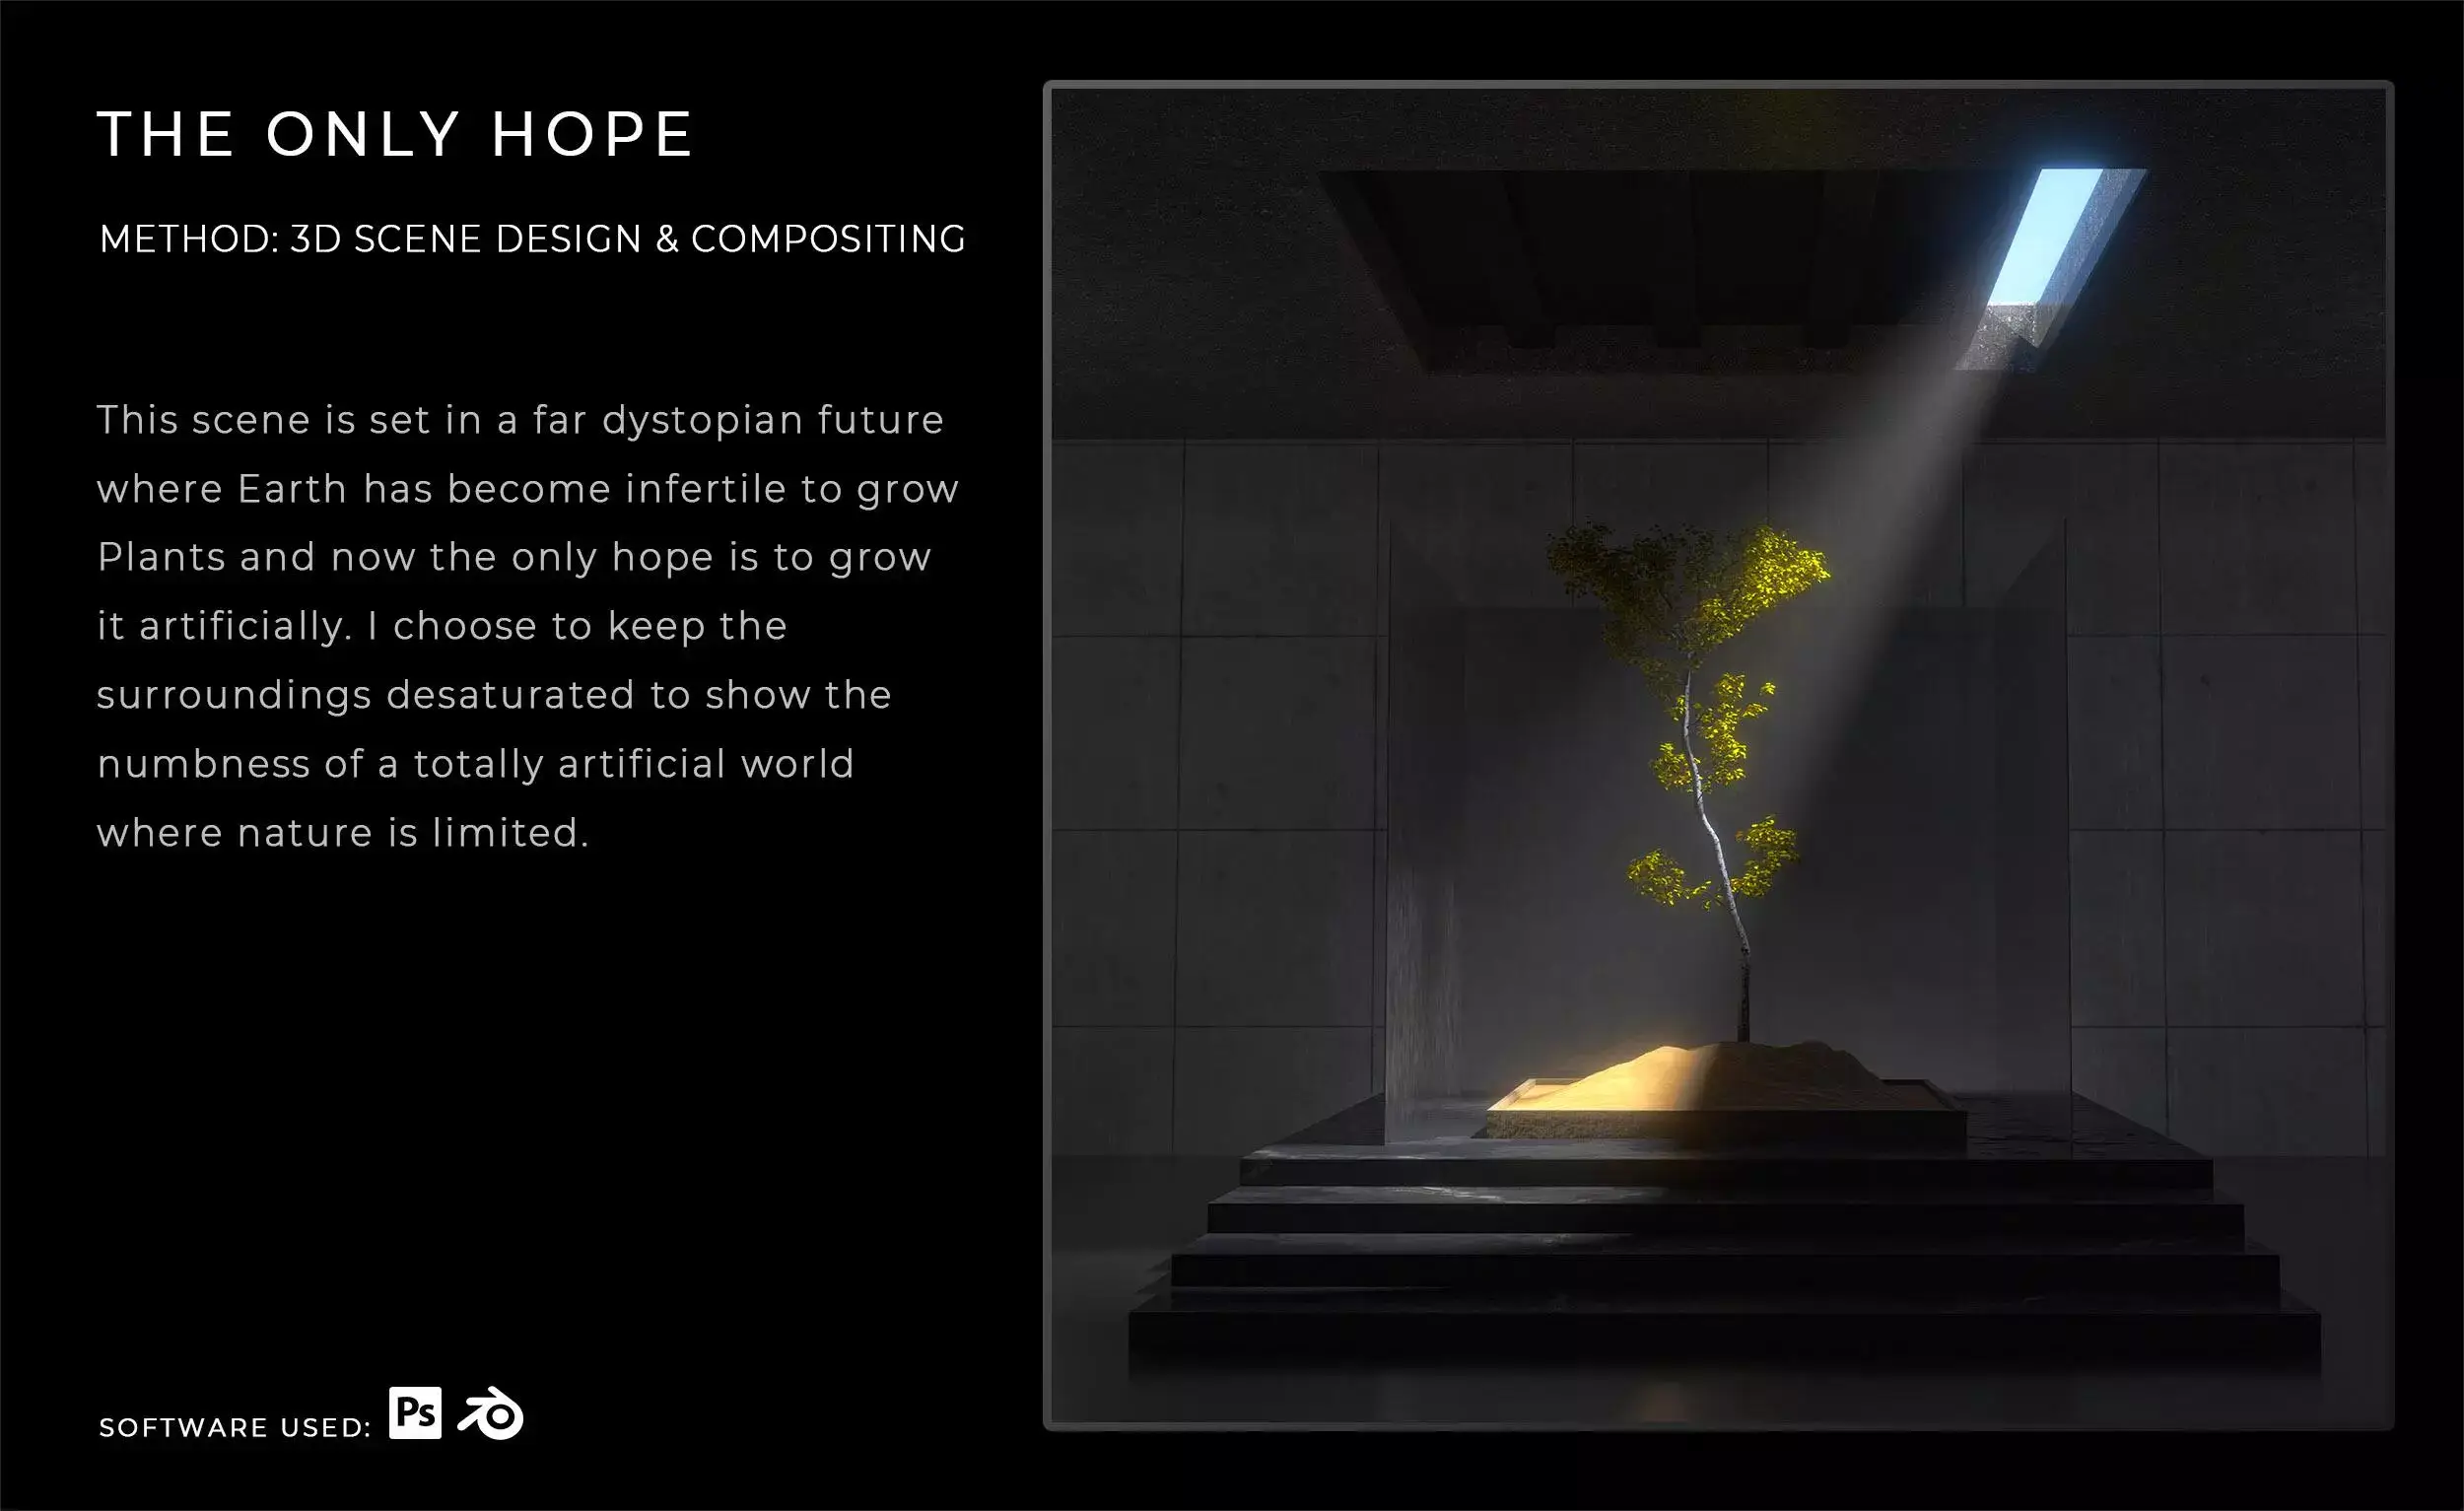 THE ONLY HOPE
METHOD: 3D SCENE DESIGN & COMPOSITING
This scene is set in a far dystopian future
where Earth has become infertile to grow
Plants and now the only hope is to grow
it artificially. I choose to keep the
surroundings desaturated to show the
numbness of a totally artificial world
where nature is limited.
SOFTWARE USED: Ps